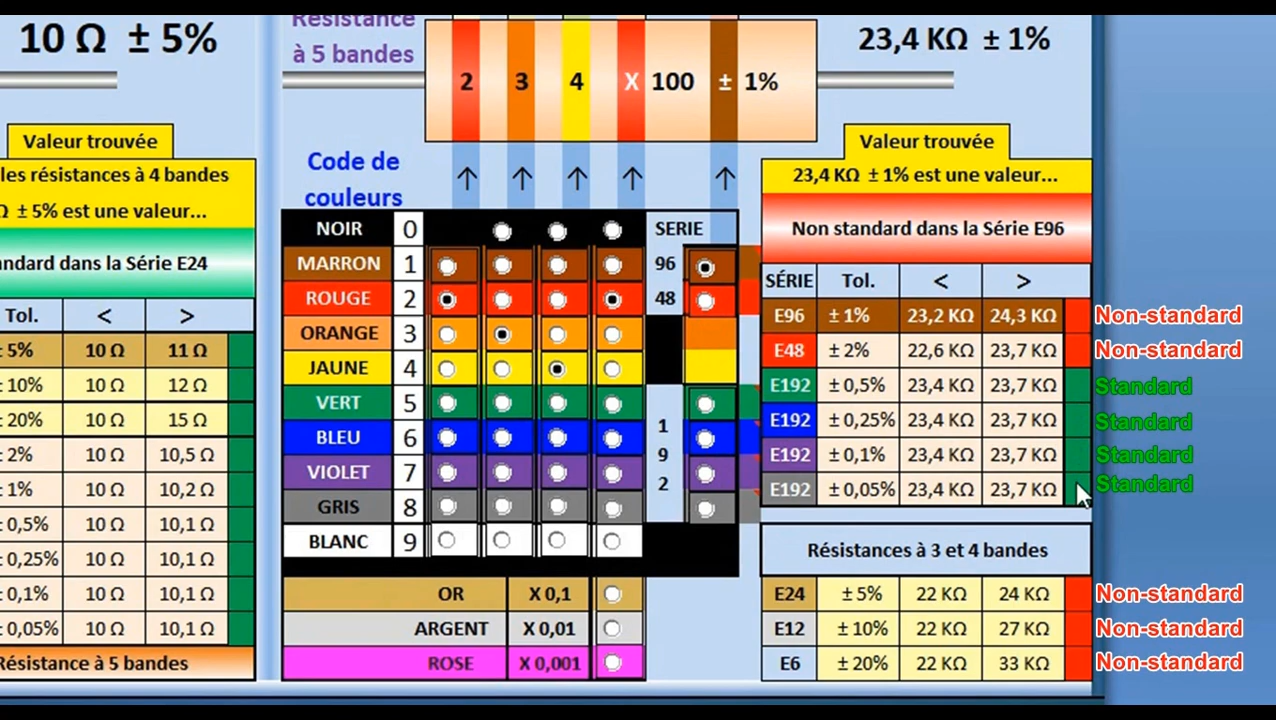 10 Ω ± 5%
Valeur trouvée
les résistances à 4 bandes
± 5% est une valeur...
ndard dans la Série E24
Tol. < >
5% 10 Ω 11 Ω
10% 10 Ω 12 Ω
20% 10 Ω 15 Ω
2% 10 Ω 10,5 Ω
1% 10 Ω 10,2 Ω
0,5% 10 Ω 10,1 Ω
0,25% 10 Ω 10,1 Ω
0,1% 10 Ω 10,1 Ω
0,05% 10 Ω 10,1 Ω
Résistance à 5 bandes
Résistance
à 5 bandes
2 3 4 X 100 ± 1%
Code de
couleurs
↑ ↑ ↑ ↑ ↑
NOIR 0 SERIE
MARRON 1 96
ROUGE 2 48
ORANGE 3
JAUNE 4
VERT 5
BLEU 6 1
VIOLET 7 9
GRIS 8 2
BLANC 9
OR X 0,1
ARGENT X 0,01
ROSE X 0,001
23,4 KΩ ± 1%
Valeur trouvée
23,4 KΩ ± 1% est une valeur...
Non standard dans la Série E96
SÉRIE Tol. < >
E96 ± 1% 23,2 KΩ 24,3 KΩ Non-standard
E48 ± 2% 22,6 KΩ 23,7 KΩ Non-standard
E192 ± 0,5% 23,4 KΩ 23,7 KΩ Standard
E192 ± 0,25% 23,4 KΩ 23,7 KΩ Standard
E192 ± 0,1% 23,4 KΩ 23,7 KΩ Standard
E192 ± 0,05% 23,4 KΩ 23,7 KΩ Standard
Résistances à 3 et 4 bandes
E24 ± 5% 22 KΩ 24 KΩ Non-standard
E12 ± 10% 22 KΩ 27 KΩ Non-standard
E6 ± 20% 22 KΩ 33 KΩ Non-standard